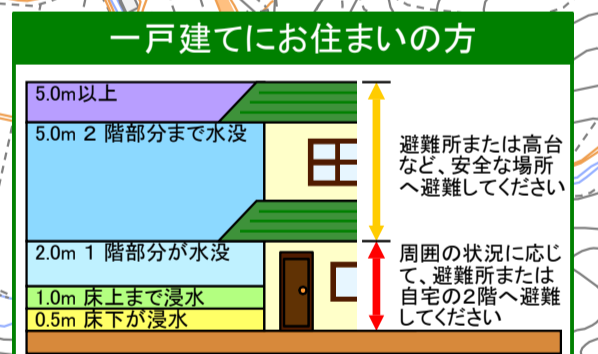 一戸建てにお住まいの方
5.0m以上
5.0m 2 階部分まで水没
避難所または高台
など、安全な場所
へ避難してください
2.0m 1 階部分が水没
1.0m 床上まで浸水
0.5m 床下が浸水
周囲の状況に応じ
て、避難所または
自宅の2階へ避難
してください